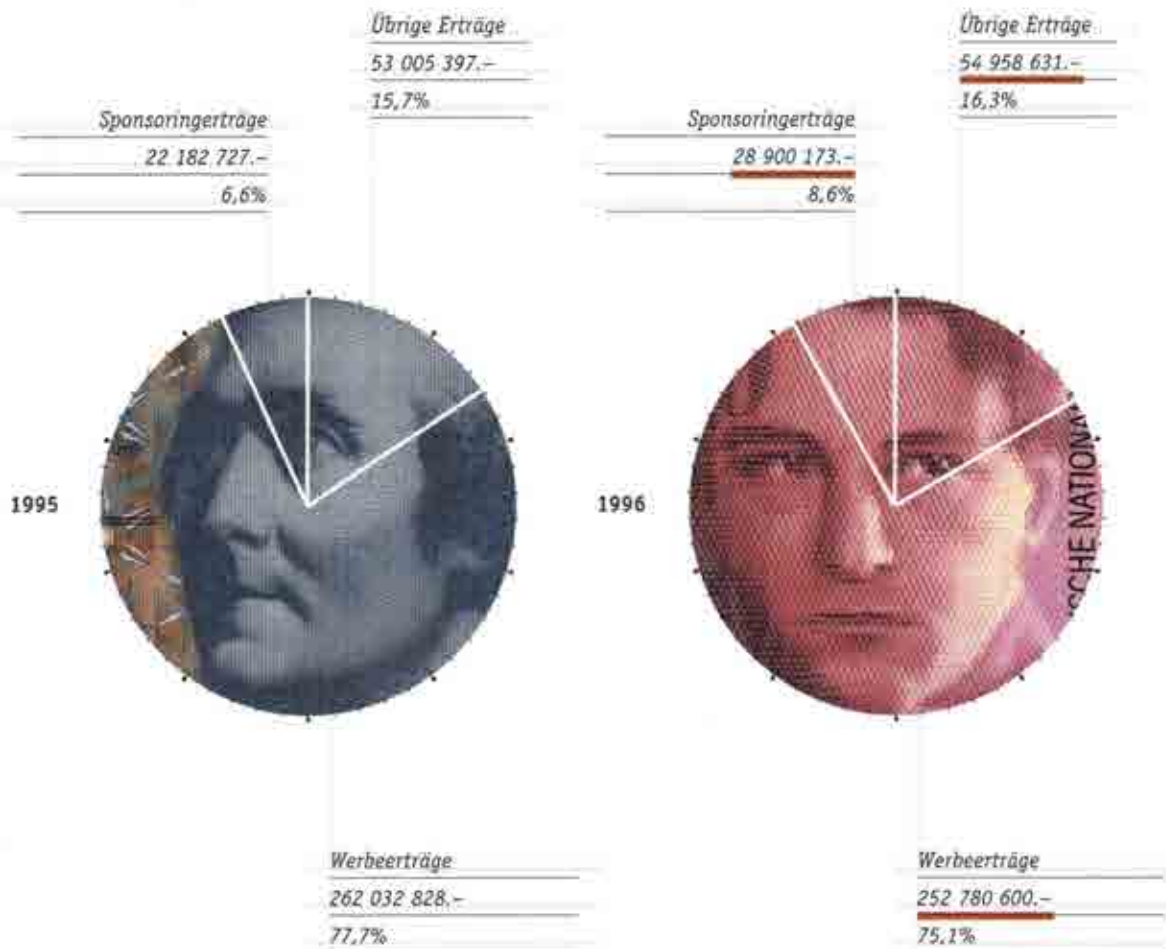 Übrige Erträge
53 005 397.–
15,7%
Sponsoringerträge
22 182 727.–
6,6%
1995
Werbeerträge
262 032 828.–
77,7%
Übrige Erträge
54 958 631.–
16,3%
Sponsoringerträge
28 900 173.–
8,6%
1996
SCHE NATIONA
Werbeerträge
252 780 600.–
75,1%